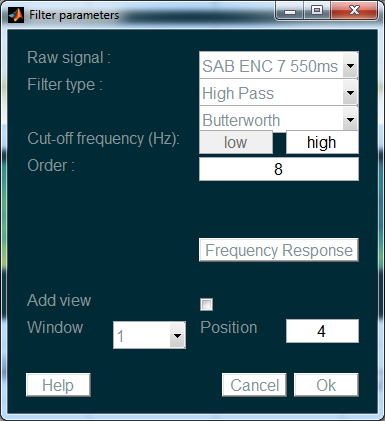 Filter parameters
Raw signal : SAB ENC 7 550ms
Filter type : High Pass
Butterworth
Cut-off frequency (Hz): low high
Order : 8
Frequency Response
Add view
Window 1 Position 4
Help Cancel Ok